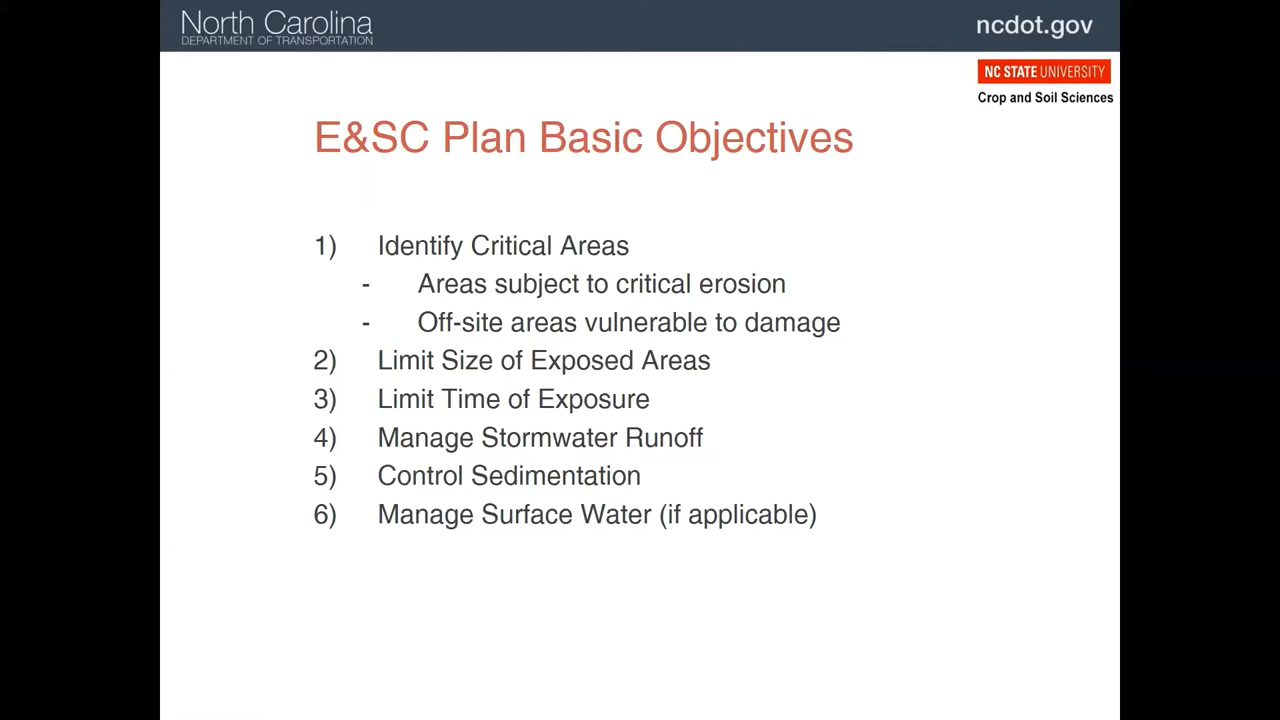 North Carolina
DEPARTMENT OF TRANSPORTATION
ncdot.gov
NC STATE UNIVERSITY
Crop and Soil Sciences
E&SC Plan Basic Objectives
1) Identify Critical Areas
- Areas subject to critical erosion
- Off-site areas vulnerable to damage
2) Limit Size of Exposed Areas
3) Limit Time of Exposure
4) Manage Stormwater Runoff
5) Control Sedimentation
6) Manage Surface Water (if applicable)